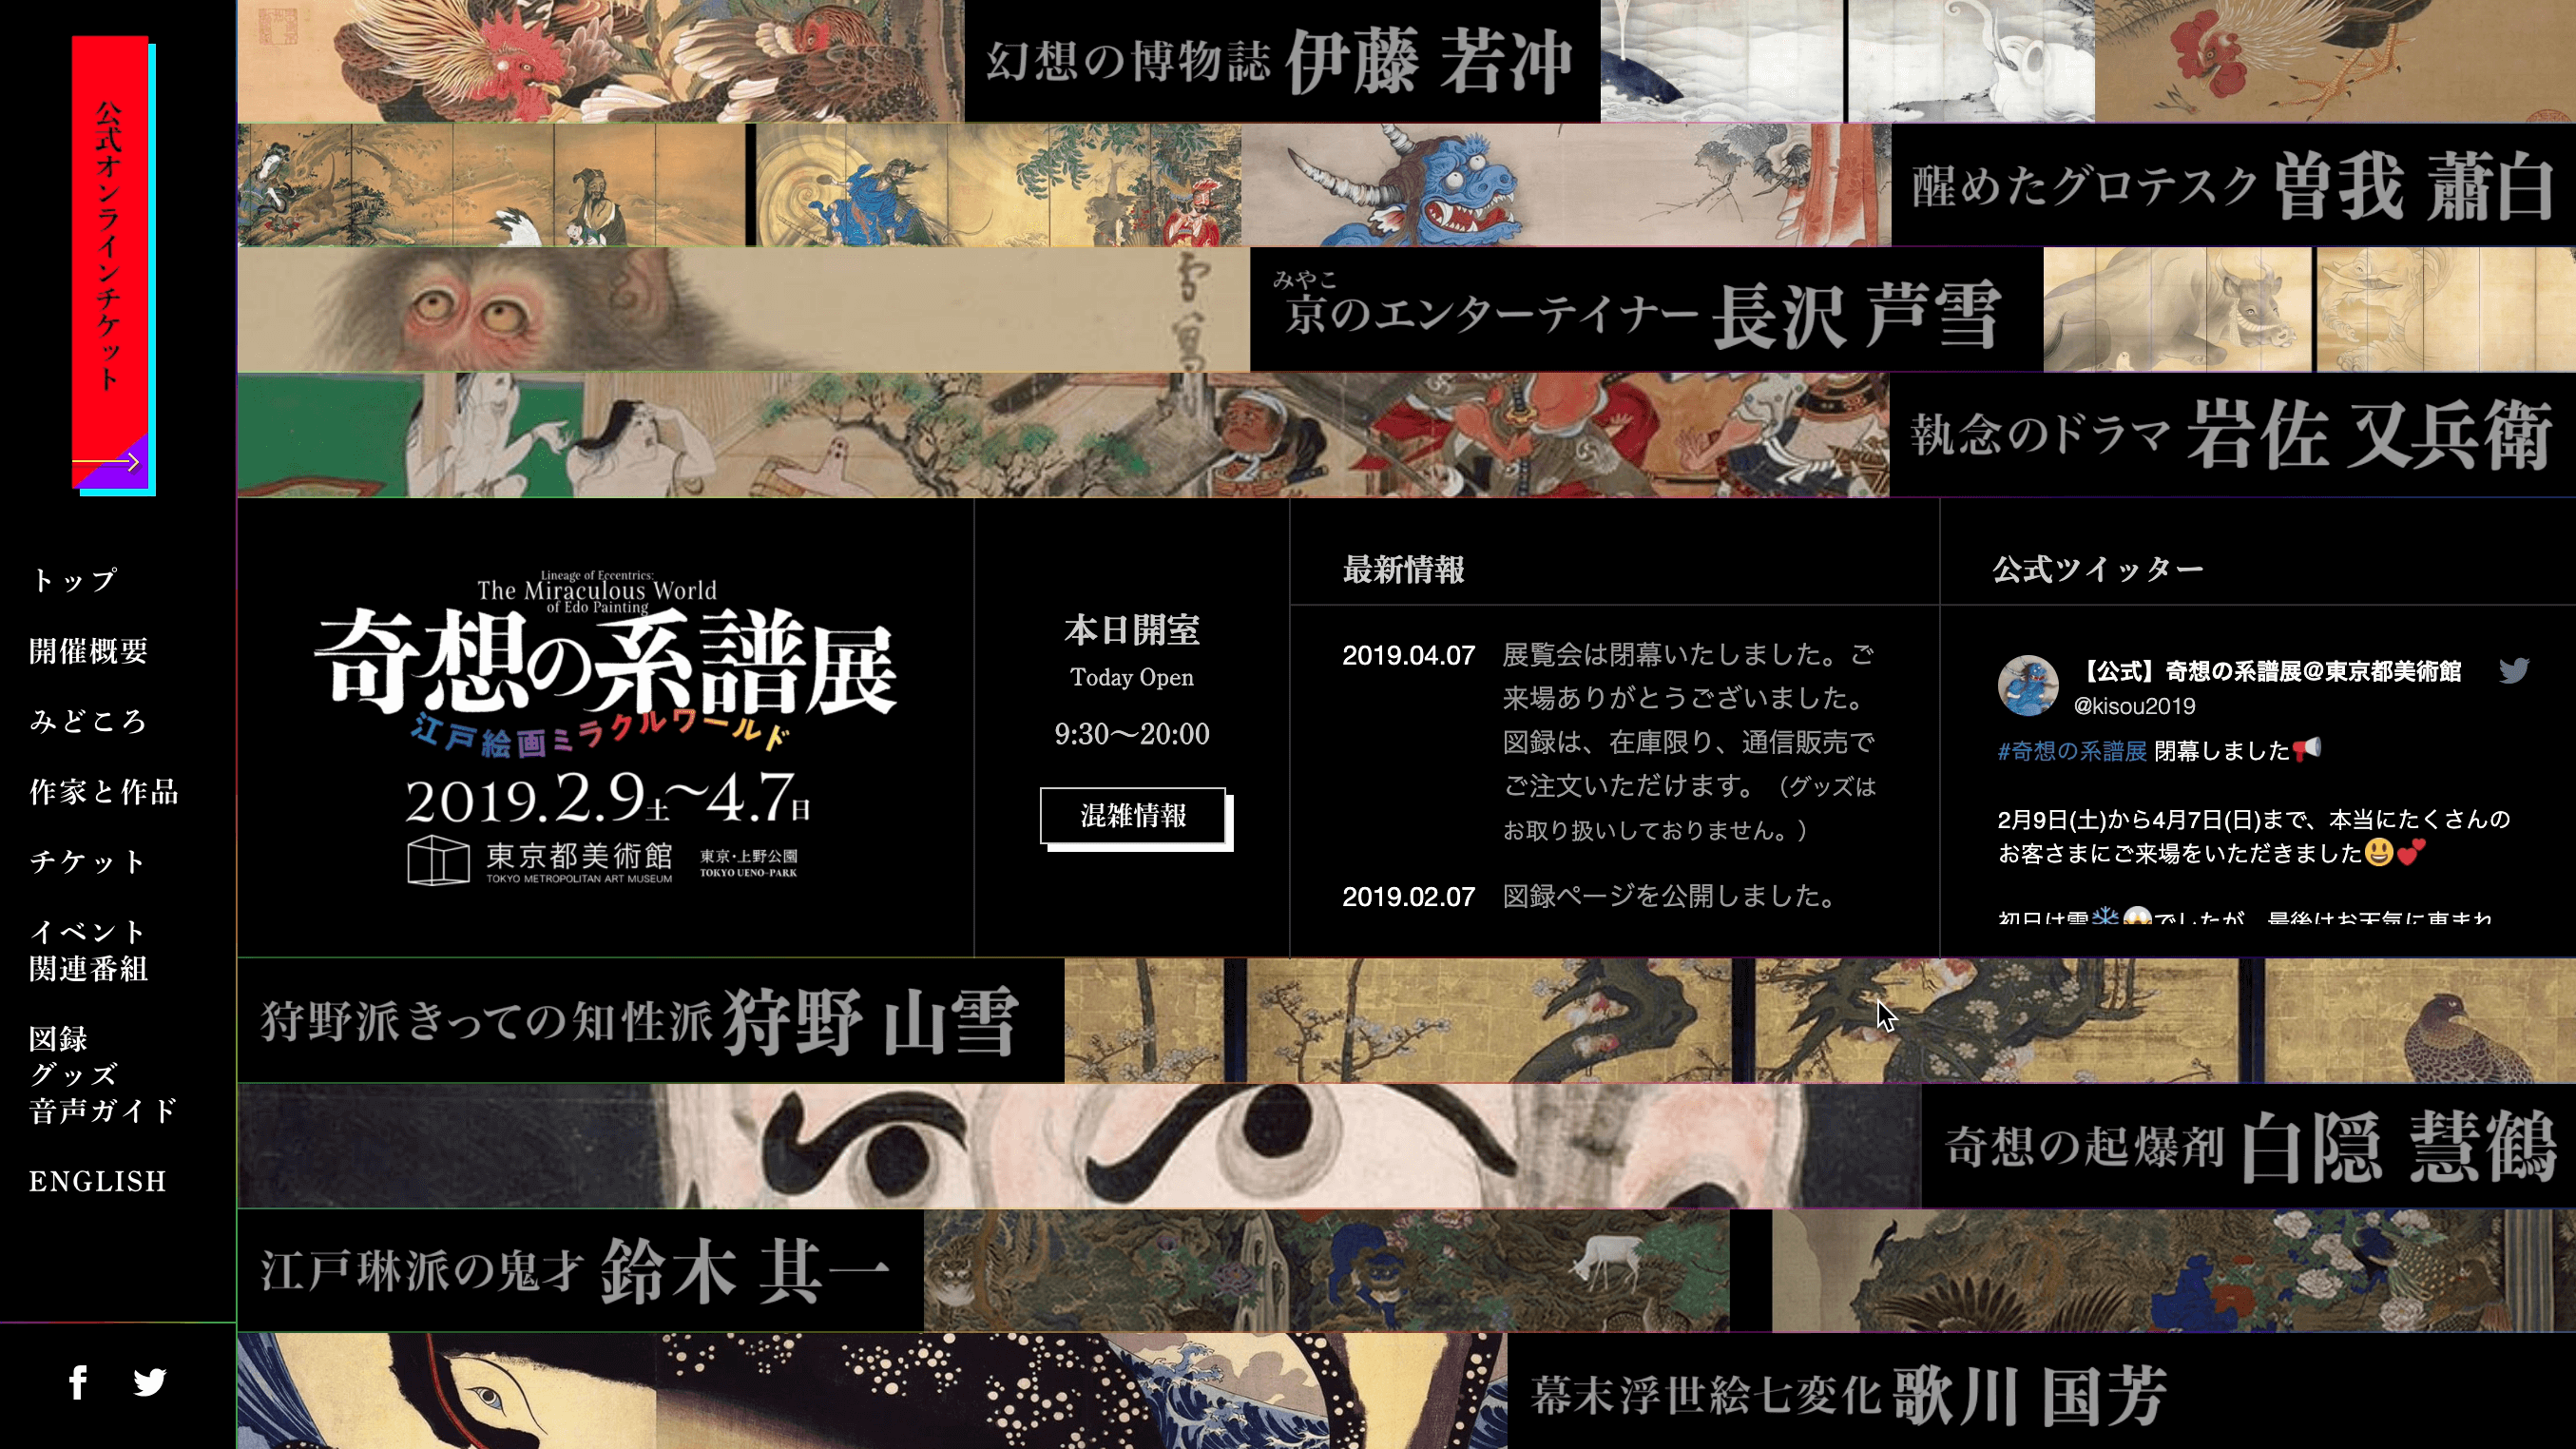 公式オンラインチケット
トップ
開催概要
みどころ
作家と作品
チケット
イベント
関連番組
図録
グッズ
音声ガイド
ENGLISH
幻想の博物誌 伊藤 若冲
醒めたグロテスク 曽我 蕭白
みやこ
京のエンターテイナー 長沢 芦雪
執念のドラマ 岩佐 又兵衛
Lineage of Eccentrics:
The Miraculous World
of Edo Painting
奇想の系譜展
江戸絵画ミラクルワールド
2019.2.9土〜4.7日
東京都美術館
TOKYO METROPOLITAN ART MUSEUM
東京・上野公園
TOKYO UENO-PARK
本日開室
Today Open
9:30〜20:00
混雑情報
最新情報
2019.04.07 展覧会は閉幕いたしました。ご
来場ありがとうございました。
図録は、在庫限り、通信販売で
ご注文いただけます。（グッズは
お取り扱いしておりません。）
2019.02.07 図録ページを公開しました。
公式ツイッター
【公式】奇想の系譜展@東京都美術館
@kisou2019
#奇想の系譜展 閉幕しました📢
2月9日(土)から4月7日(日)まで、本当にたくさんの
お客さまにご来場をいただきました😃💕
初日は雪❄️😱でしたが、最後はお天気に恵まれ
狩野派きっての知性派 狩野 山雪
奇想の起爆剤 白隠 慧鶴
江戸琳派の鬼才 鈴木 其一
幕末浮世絵七変化 歌川 国芳